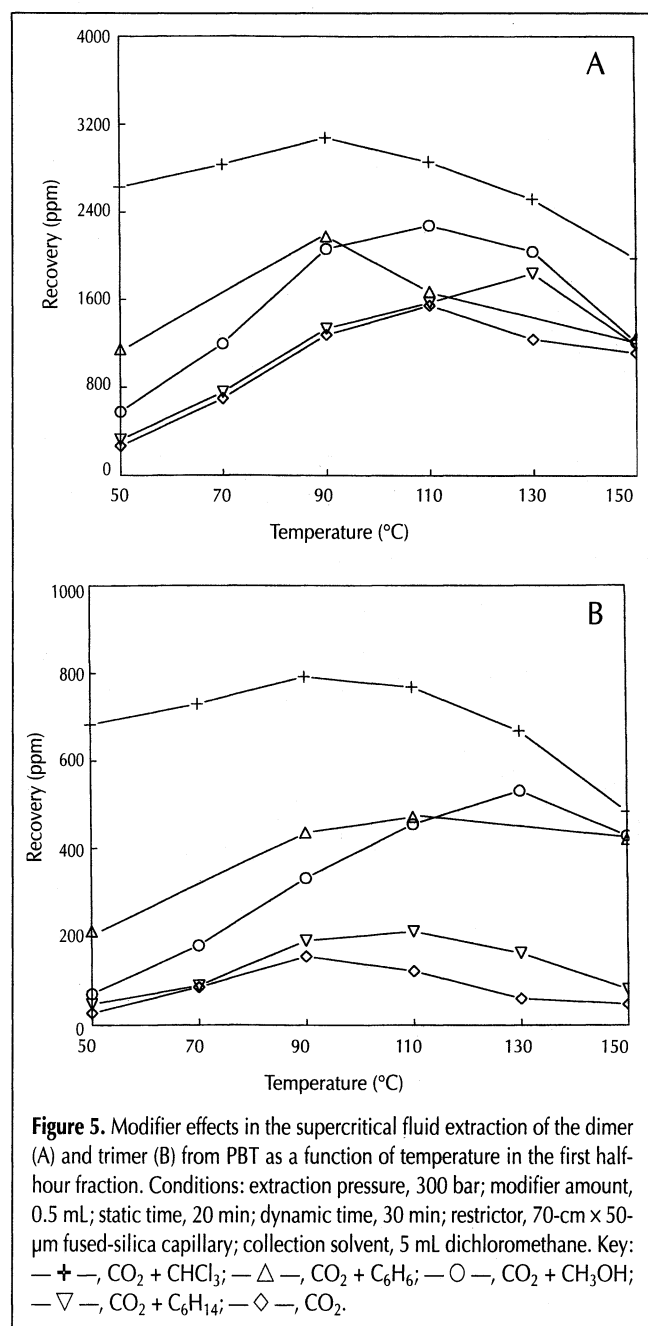 A
4000
3200
2400
1600
800
0
Recovery (ppm)
50 70 90 110 130 150
Temperature (°C)
B
1000
800
600
400
200
0
Recovery (ppm)
50 70 90 110 130 150
Temperature (°C)
Figure 5. Modifier effects in the supercritical fluid extraction of the dimer
(A) and trimer (B) from PBT as a function of temperature in the first half-
hour fraction. Conditions: extraction pressure, 300 bar; modifier amount,
0.5 mL; static time, 20 min; dynamic time, 30 min; restrictor, 70-cm × 50-
µm fused-silica capillary; collection solvent, 5 mL dichloromethane. Key:
— + —, CO₂ + CHCl₃; — △ —, CO₂ + C₆H₆; — ○ —, CO₂ + CH₃OH;
— ▽ —, CO₂ + C₆H₁₄; — ◇ —, CO₂.